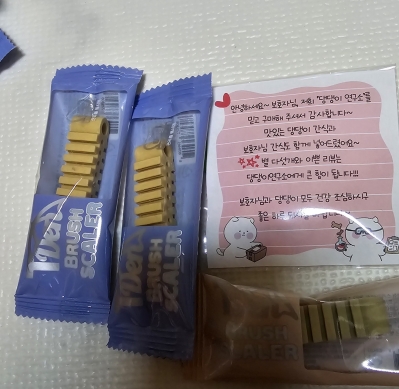 안녕하세요~ 보호자님, 저희 "댕댕이 연구소"를
믿고 구매해 주셔서 감사합니다~
맛있는 댕댕이 간식과
보호자님 간식도 함께 넣어드렸어요~
별 다섯개와 이쁜 리뷰는
댕댕이연구소에게 큰 힘이 됩니다!!!
보호자님과 댕댕이 모두 건강 조심하시구
좋은 하루
BRUSH
SCALER
BRUSH
SCALER
BRUSH
SCALER